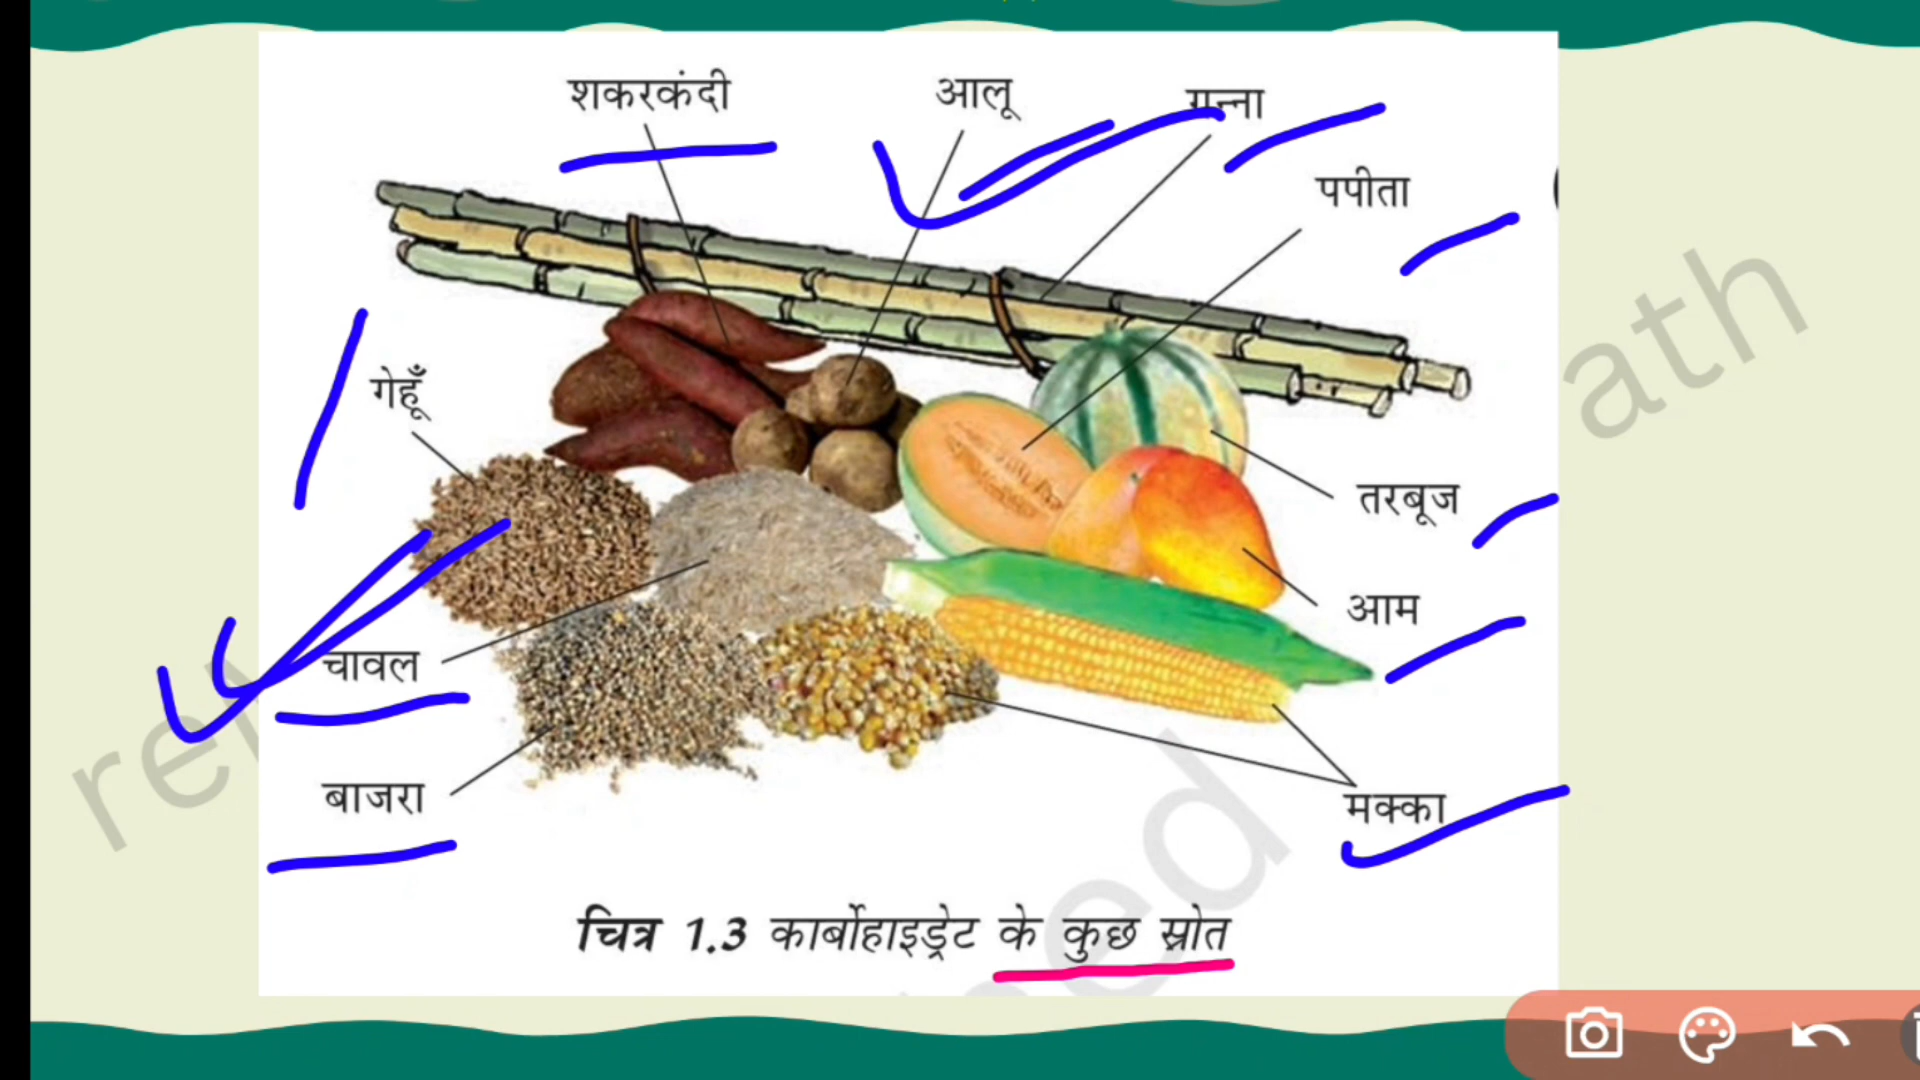 शकरकंदी
आलू
गन्ना
पपीता
गेहूँ
तरबूज
आम
चावल
बाजरा
मक्का
चित्र 1.3 कार्बोहाइड्रेट के कुछ स्रोत